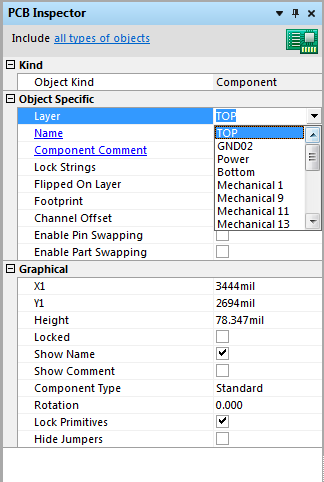 PCB Inspector
Include all types of objects
Kind
Object Kind Component
Object Specific
Layer TOP
Name TOP
GND02
Component Comment Power
Lock Strings Bottom
Flipped On Layer Mechanical 1
Footprint Mechanical 9
Channel Offset Mechanical 11
Mechanical 13
Enable Pin Swapping
Enable Part Swapping
Graphical
X1 3444mil
Y1 2694mil
Height 78.347mil
Locked
Show Name
Show Comment
Component Type Standard
Rotation 0.000
Lock Primitives
Hide Jumpers